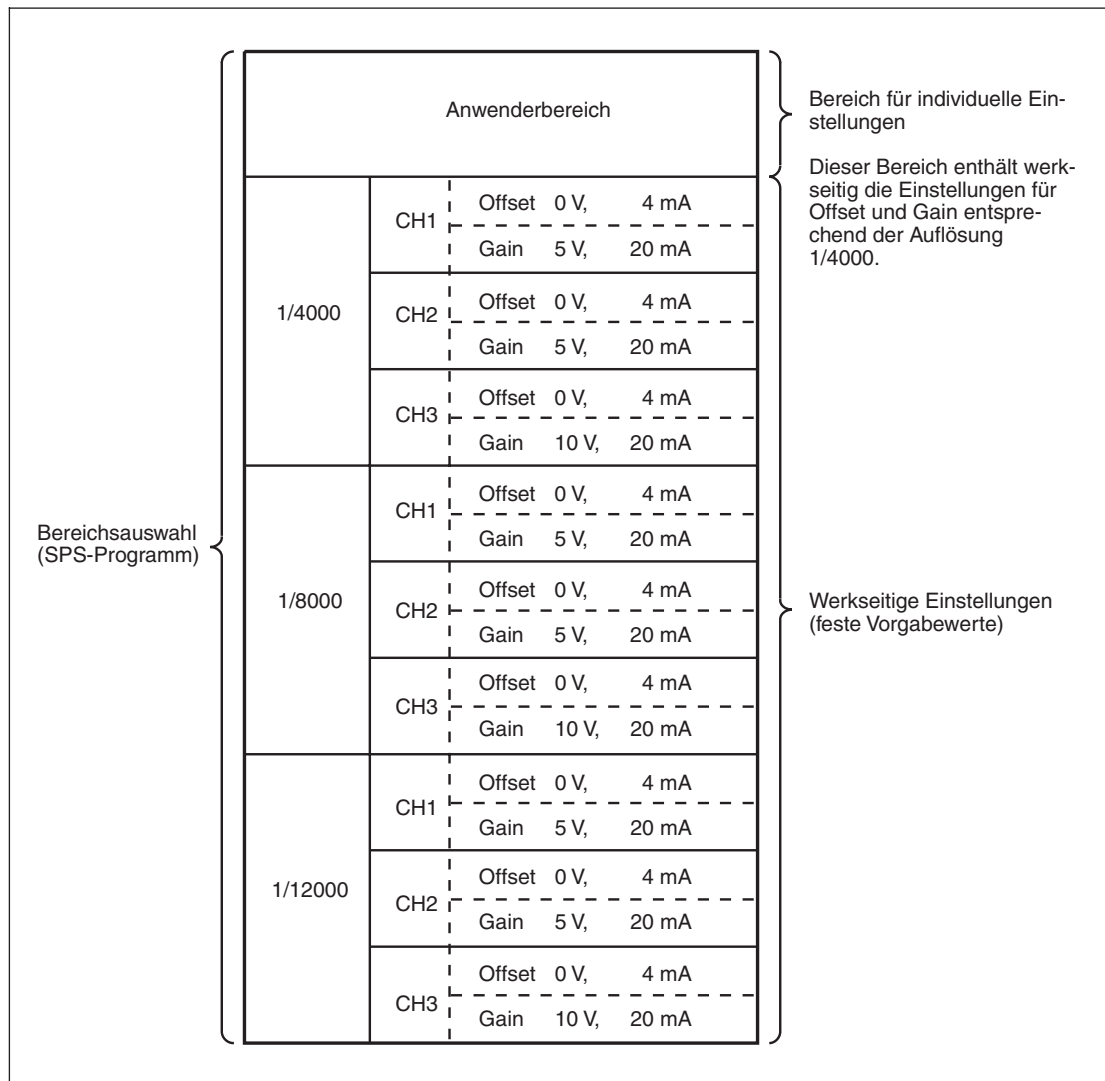 Anwenderbereich
Bereich für individuelle Ein-
stellungen
Dieser Bereich enthält werk-
seitig die Einstellungen für
Offset und Gain entspre-
chend der Auflösung
1/4000.
Bereichsauswahl
(SPS-Programm)
1/4000
CH1
Offset 0 V, 4 mA
Gain 5 V, 20 mA
CH2
Offset 0 V, 4 mA
Gain 5 V, 20 mA
CH3
Offset 0 V, 4 mA
Gain 10 V, 20 mA
1/8000
CH1
Offset 0 V, 4 mA
Gain 5 V, 20 mA
CH2
Offset 0 V, 4 mA
Gain 5 V, 20 mA
CH3
Offset 0 V, 4 mA
Gain 10 V, 20 mA
Werkseitige Einstellungen
(feste Vorgabewerte)
1/12000
CH1
Offset 0 V, 4 mA
Gain 5 V, 20 mA
CH2
Offset 0 V, 4 mA
Gain 5 V, 20 mA
CH3
Offset 0 V, 4 mA
Gain 10 V, 20 mA